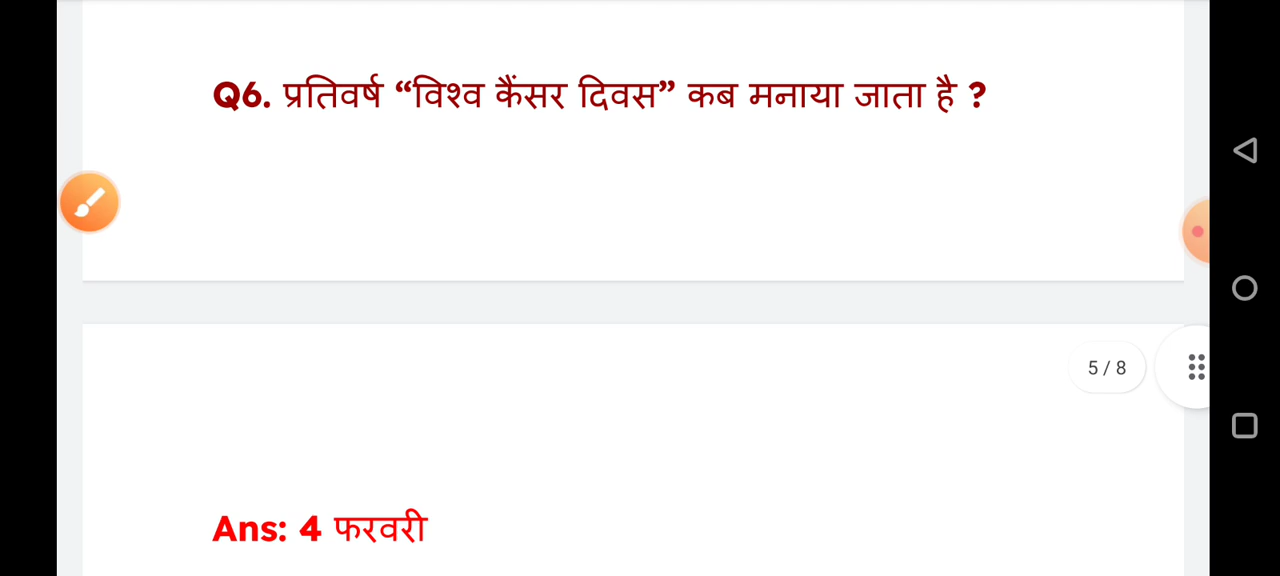 Q6. प्रतिवर्ष “विश्व कैंसर दिवस” कब मनाया जाता है ?
5 / 8
Ans: 4 फरवरी